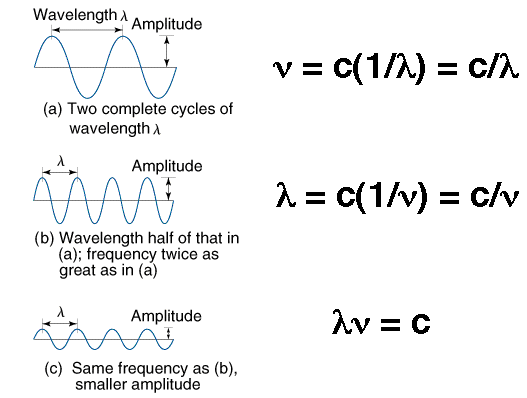 Wavelength λ
Amplitude
ν = c(1/λ) = c/λ
(a) Two complete cycles of
wavelength λ
λ
Amplitude
λ = c(1/ν) = c/ν
(b) Wavelength half of that in
(a); frequency twice as
great as in (a)
λ
Amplitude
λν = c
(c) Same frequency as (b),
smaller amplitude